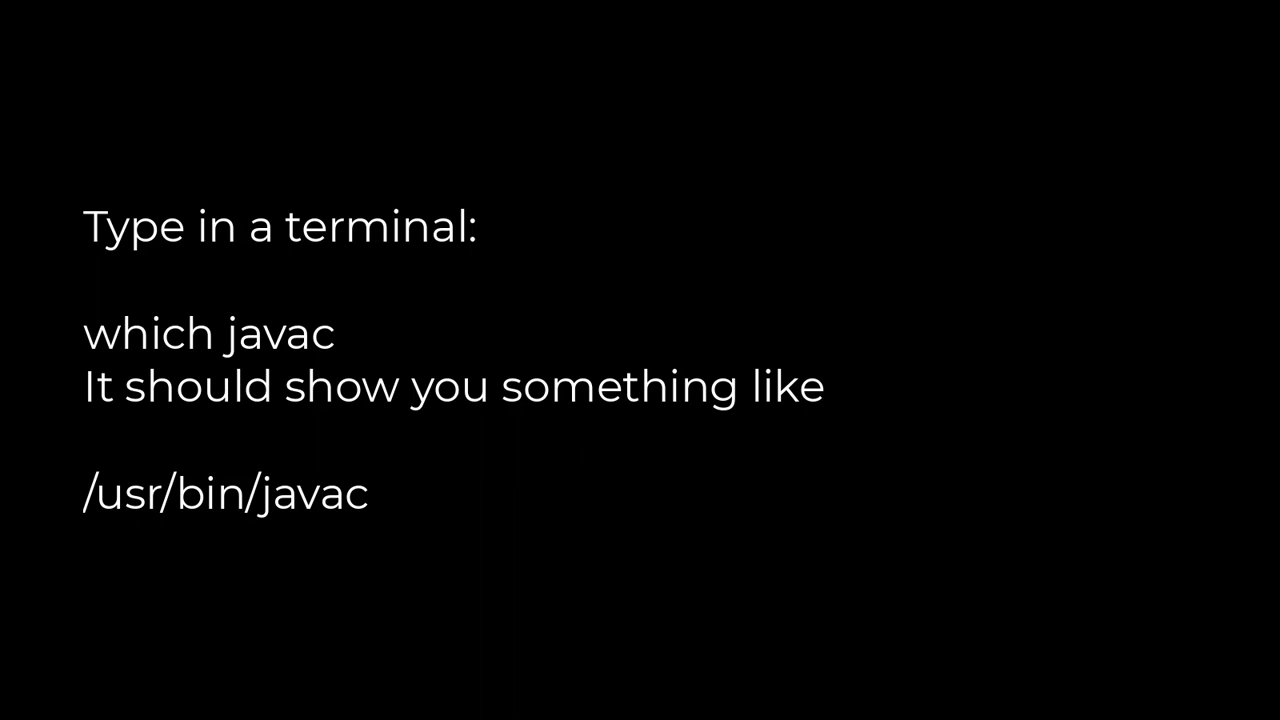 Type in a terminal:
which javac
It should show you something like
/usr/bin/javac